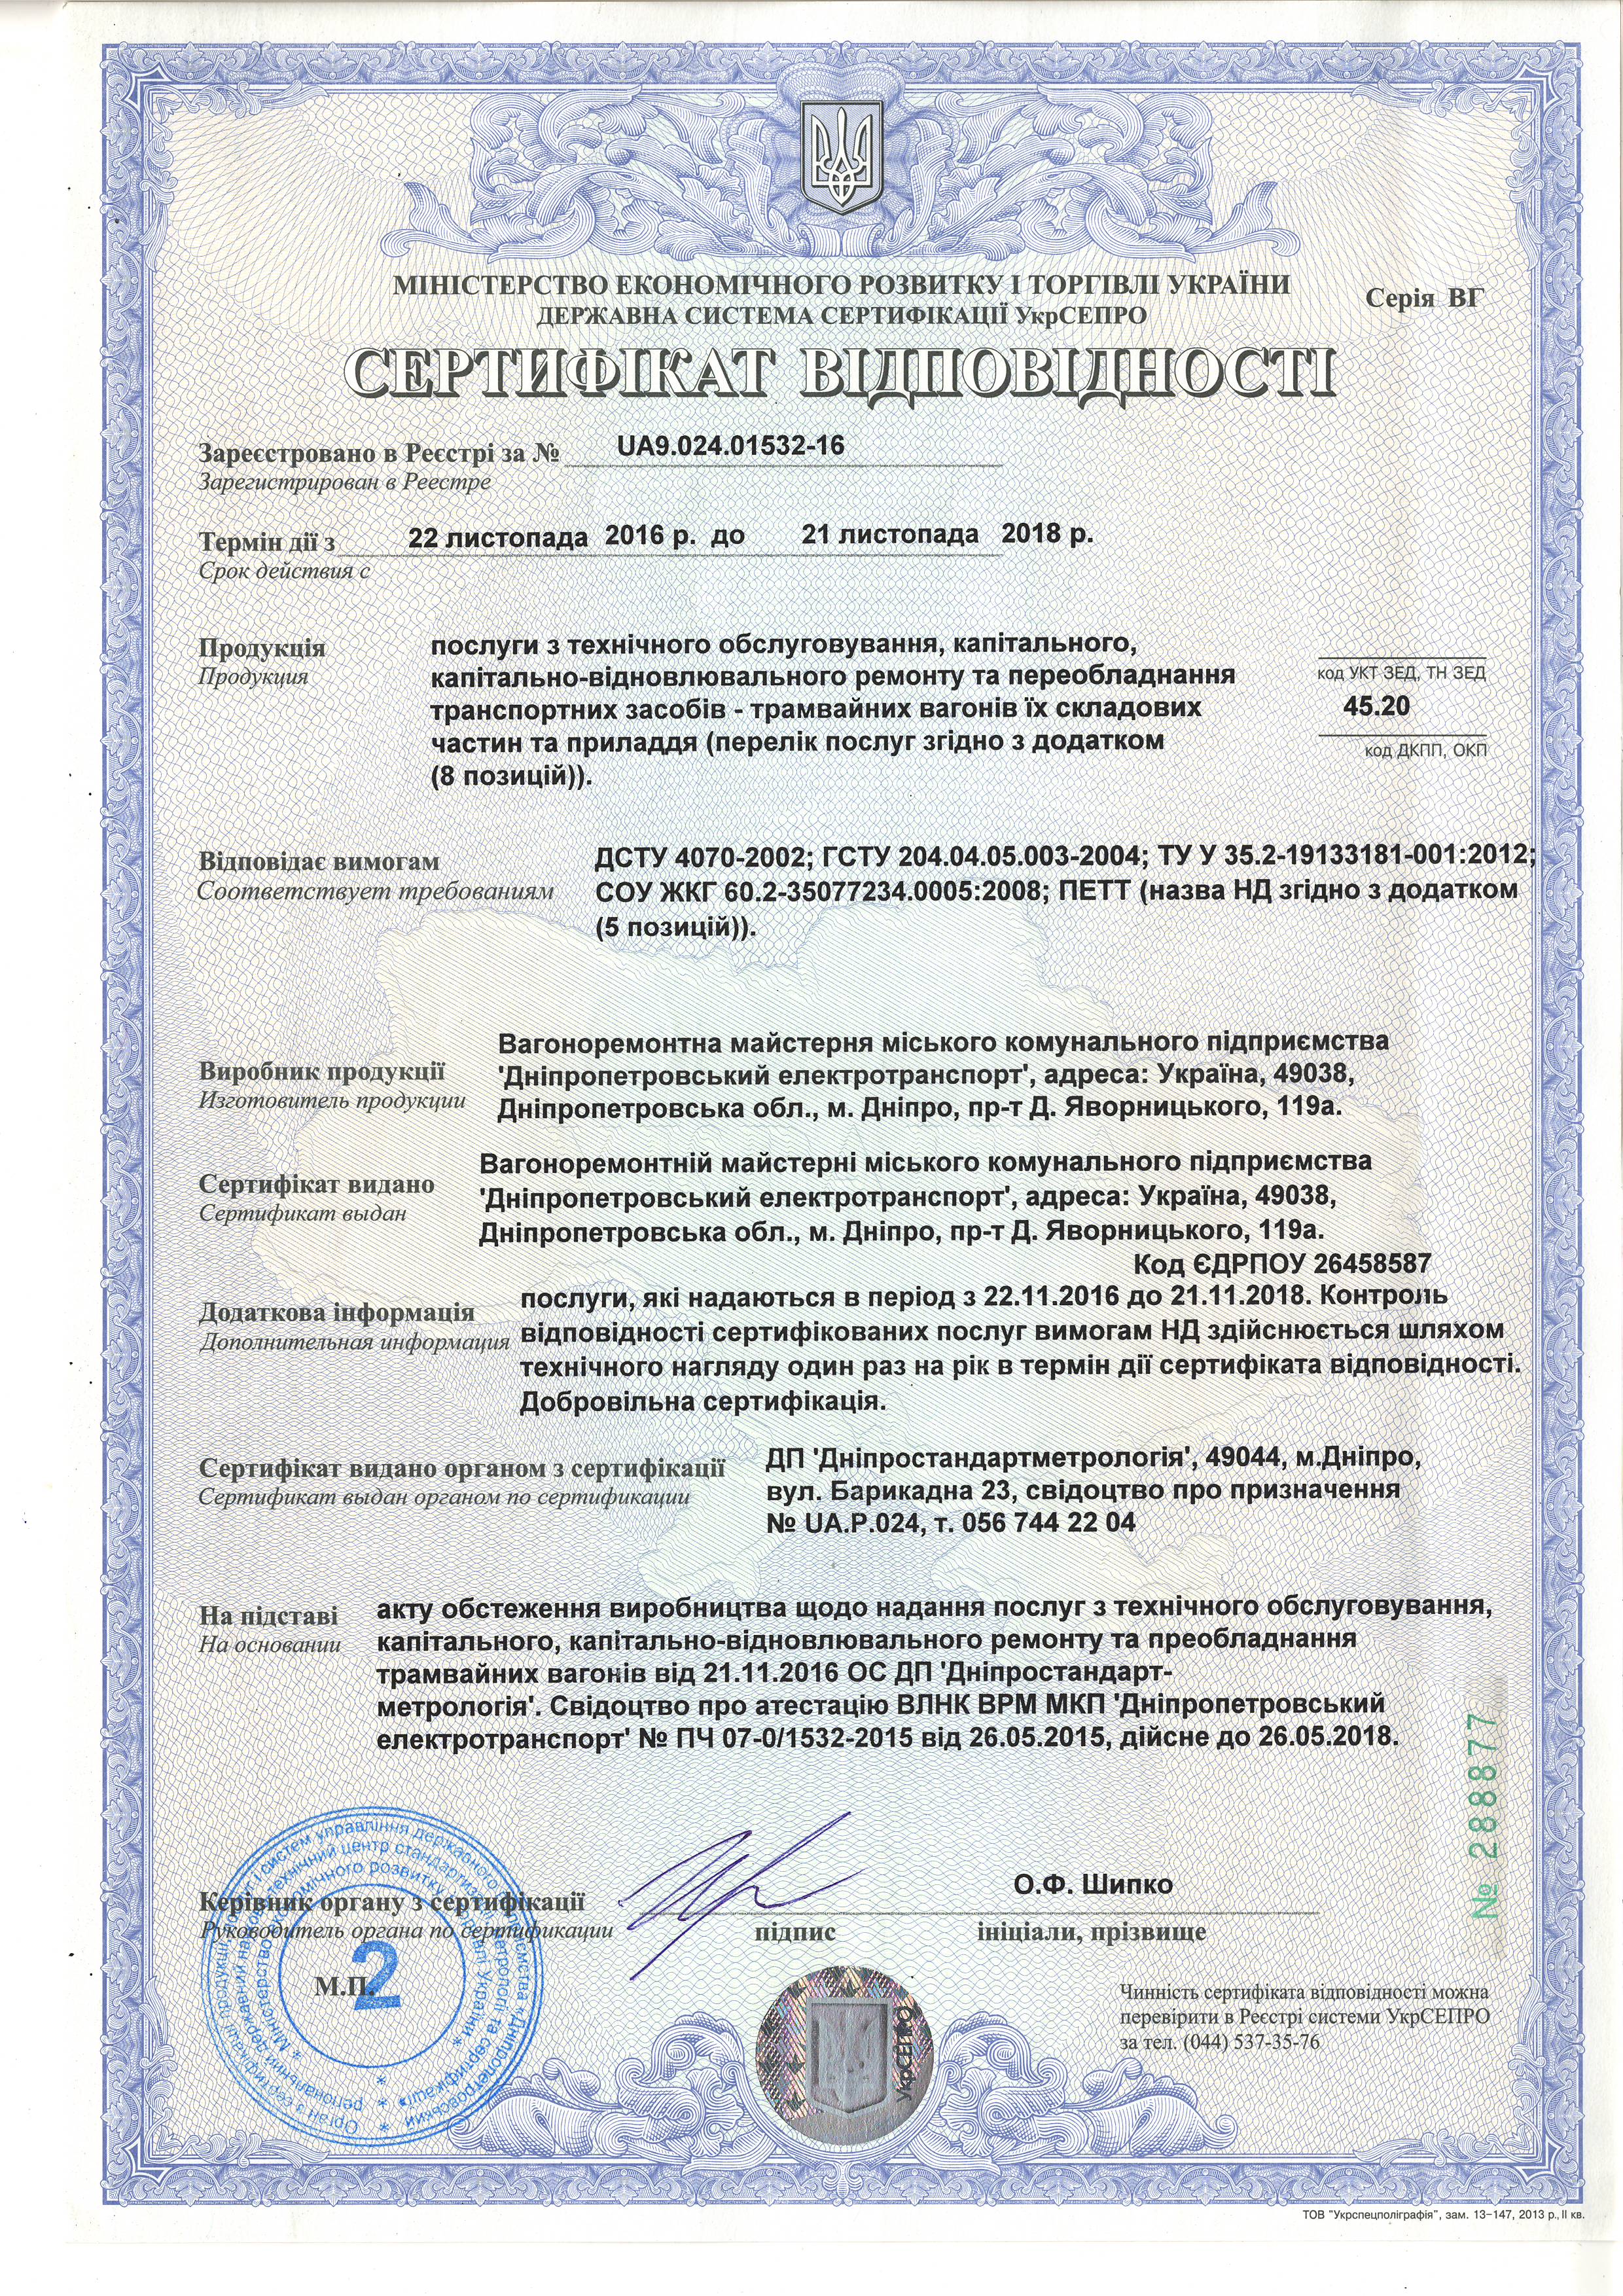 МІНІСТЕРСТВО ЕКОНОМІЧНОГО РОЗВИТКУ І ТОРГІВЛІ УКРАЇНИ
ДЕРЖАВНА СИСТЕМА СЕРТИФІКАЦІЇ УкрСЕПРО
Серія ВГ
СЕРТИФІКАТ ВІДПОВІДНОСТІ
Зареєстровано в Реєстрі за № UA9.024.01532-16
Зарегистрирован в Реестре
Термін дії з 22 листопада 2016 р. до 21 листопада 2018 р.
Срок действия с
Продукція
Продукция
послуги з технічного обслуговування, капітального,
капітально-відновлювального ремонту та переобладнання
транспортних засобів - трамвайних вагонів їх складових
частин та приладдя (перелік послуг згідно з додатком
(8 позицій)).
код УКТ ЗЕД, ТН ЗЕД
45.20
код ДКПП, ОКП
Відповідає вимогам
Соответствует требованиям
ДСТУ 4070-2002; ГСТУ 204.04.05.003-2004; ТУ У 35.2-19133181-001:2012;
СОУ ЖКГ 60.2-35077234.0005:2008; ПЕТТ (назва НД згідно з додатком
(5 позицій)).
Виробник продукції
Изготовитель продукции
Вагоноремонтна майстерня міського комунального підприємства
'Дніпропетровський електротранспорт', адреса: Україна, 49038,
Дніпропетровська обл., м. Дніпро, пр-т Д. Яворницького, 119а.
Сертифікат видано
Сертификат выдан
Вагоноремонтній майстерні міського комунального підприємства
'Дніпропетровський електротранспорт', адреса: Україна, 49038,
Дніпропетровська обл., м. Дніпро, пр-т Д. Яворницького, 119а.
Код ЄДРПОУ 26458587
Додаткова інформація
Дополнительная информация
послуги, які надаються в період з 22.11.2016 до 21.11.2018. Контроль
відповідності сертифікованих послуг вимогам НД здійснюється шляхом
технічного нагляду один раз на рік в термін дії сертифіката відповідності.
Добровільна сертифікація.
Сертифікат видано органом з сертифікації
Сертификат выдан органом по сертификации
ДП 'Дніпростандартметрологія', 49044, м.Дніпро,
вул. Барикадна 23, свідоцтво про призначення
№ UA.P.024, т. 056 744 22 04
На підставі
На основании
акту обстеження виробництва щодо надання послуг з технічного обслуговування,
капітального, капітально-відновлювального ремонту та преобладнання
трамвайних вагонів від 21.11.2016 ОС ДП 'Дніпростандарт-
метрологія'. Свідоцтво про атестацію ВЛНК ВРМ МКП 'Дніпропетровський
електротранспорт' № ПЧ 07-0/1532-2015 від 26.05.2015, дійсне до 26.05.2018.
№ 288877
Керівник органу з сертифікації
Руководитель органа по сертификации
О.Ф. Шипко
підпис
ініціали, прізвище
М.П.
2
УкрСЕПРО
Чинність сертифіката відповідності можна
перевірити в Реєстрі системи УкрСЕПРО
за тел. (044) 537-35-76
ТОВ "Укрспецполіграфія", зам. 13-147, 2013 р., II кв.